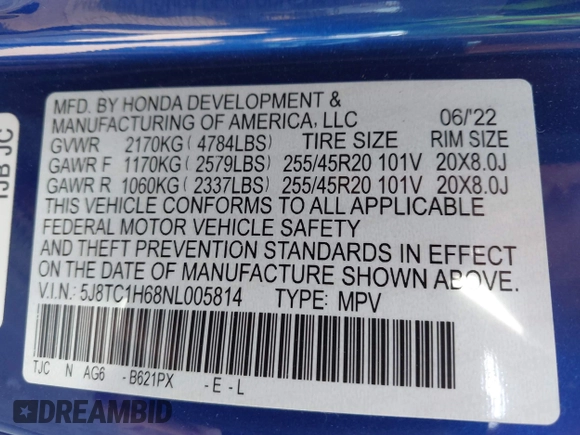 MFD. BY HONDA DEVELOPMENT &
MANUFACTURING OF AMERICA, LLC 06/'22
GVWR 2170KG ( 4784LBS) TIRE SIZE RIM SIZE
GAWR F 1170KG ( 2579LBS) 255/45R20 101V 20X8.0J
GAWR R 1060KG ( 2337LBS) 255/45R20 101V 20X8.0J
THIS VEHICLE CONFORMS TO ALL APPLICABLE
FEDERAL MOTOR VEHICLE SAFETY
AND THEFT PREVENTION STANDARDS IN EFFECT
ON THE DATE OF MANUFACTURE SHOWN ABOVE.
V.I.N.: 5J8TC1H68NL005814 TYPE: MPV
TJC N AG6 - B621PX - E - L
TJB JC
DREAMBID